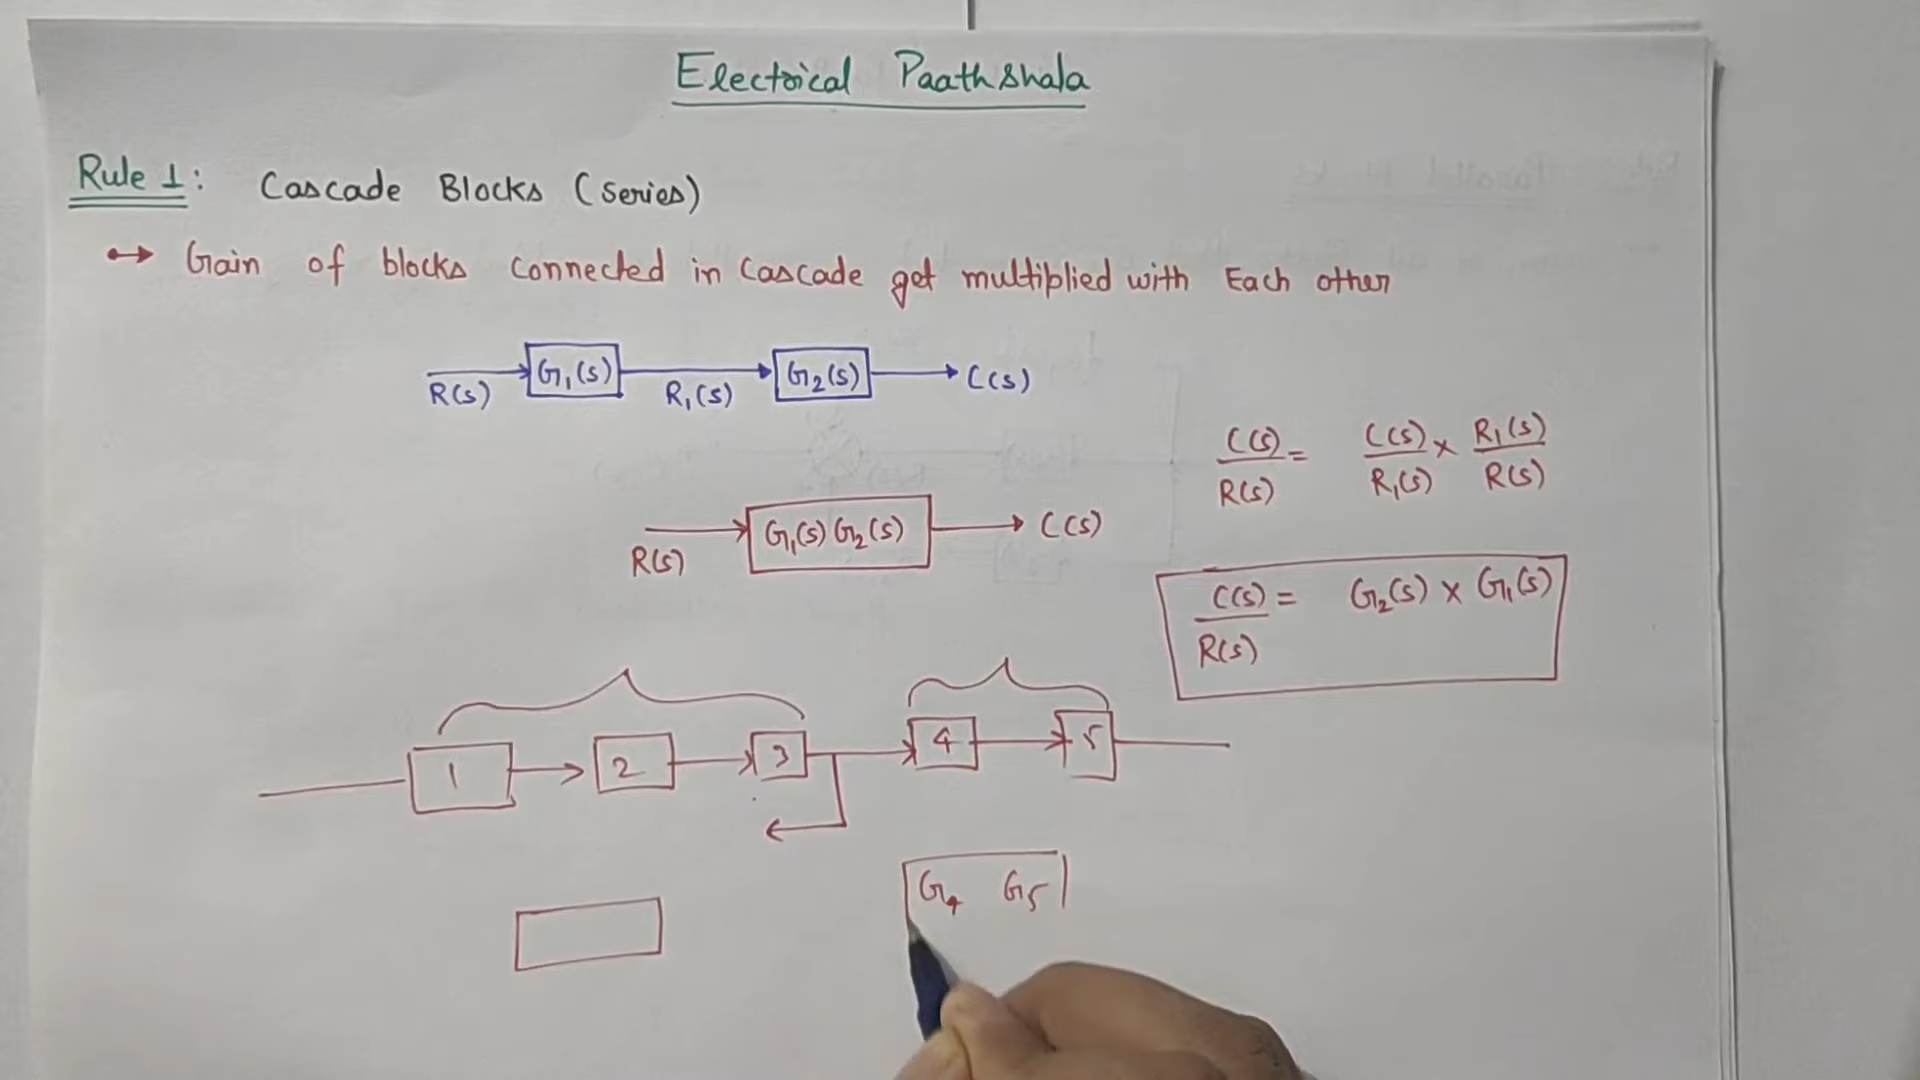 Electrical Paathshala
Rule 1: Cascade Blocks (series)
Gain of blocks connected in cascade get multiplied with Each other
R(s) G₁(s) R₁(s) G₂(s) C(s)
C(s)/R(s) = C(s)/R₁(s) × R₁(s)/R(s)
R(s) G₁(s) G₂(s) C(s)
C(s)/R(s) = G₂(s) × G₁(s)
1 2 3 4 5
G₄ G₅